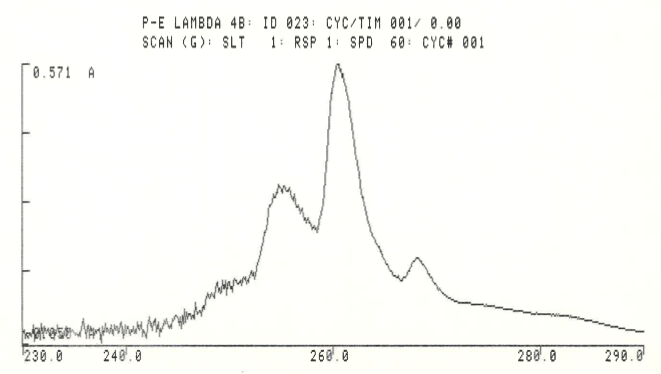 P-E LAMBDA 4B: ID 023: CYC/TIM 001/ 0.00
SCAN (G): SLT 1: RSP 1: SPD 60: CYC# 001
0.571 A
230.0 240.0 260.0 280.0 290.0